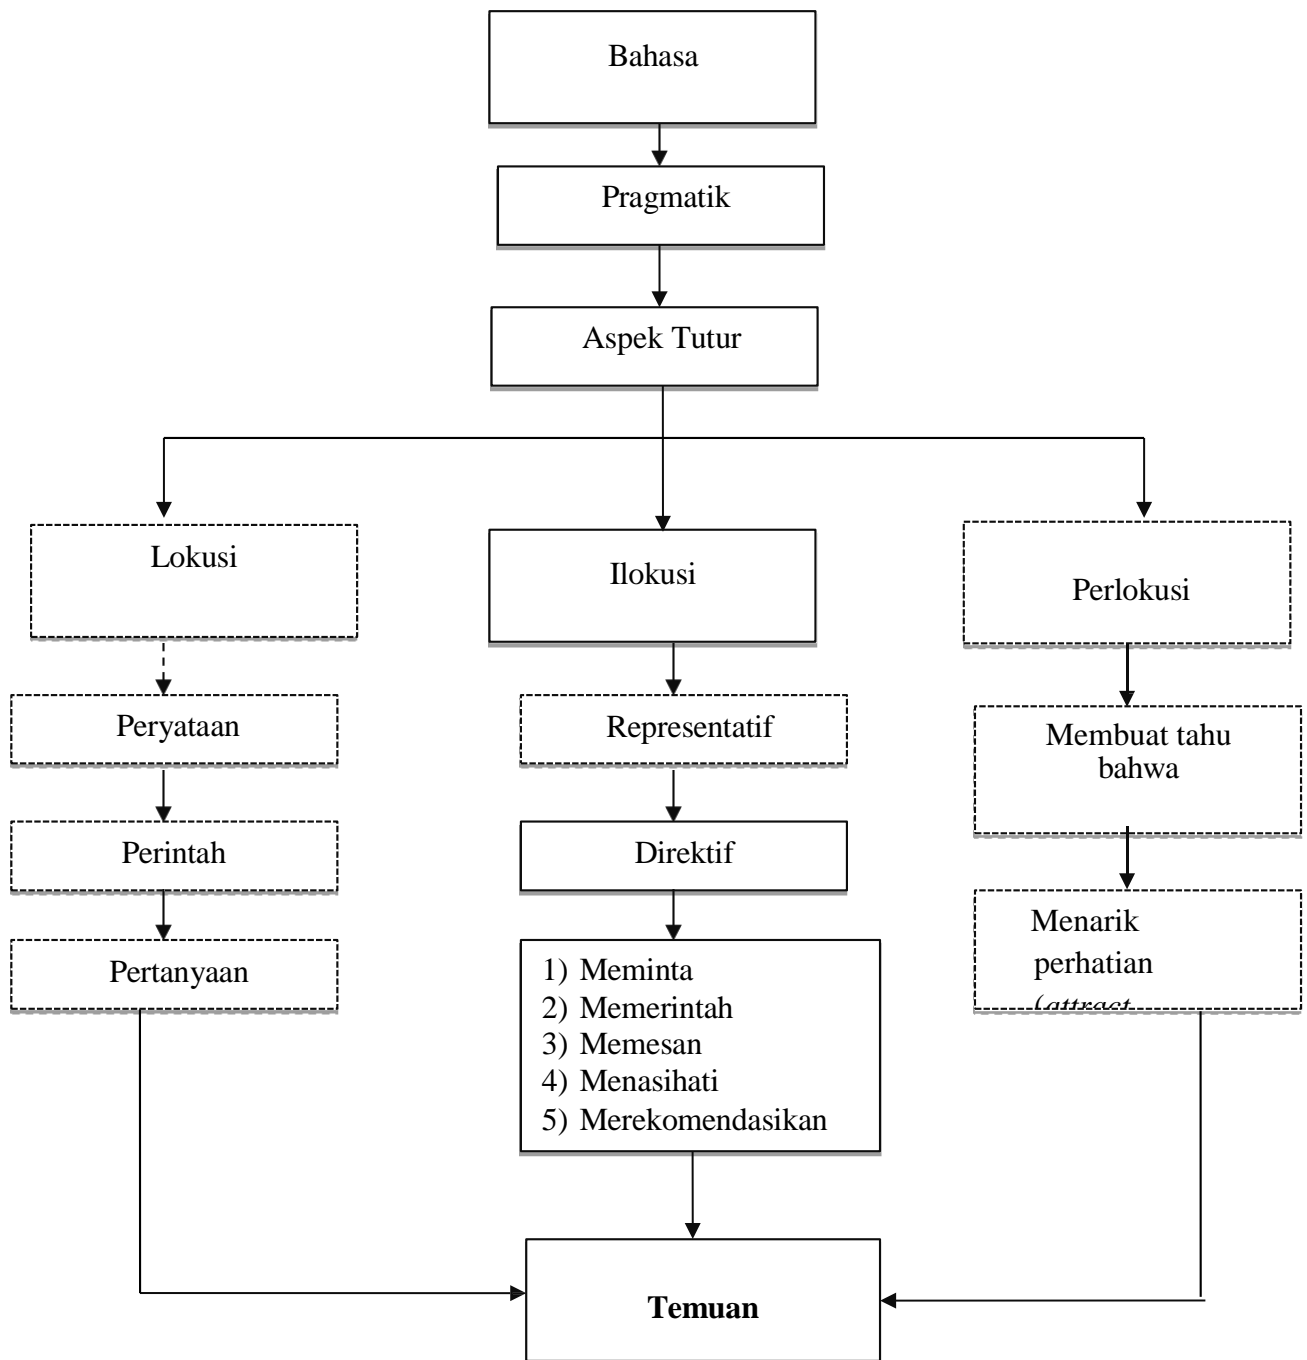 Bahasa
Pragmatik
Aspek Tutur
Lokusi
Ilokusi
Perlokusi
Peryataan
Representatif
Membuat tahu
bahwa
Perintah
Direktif
Menarik
perhatian
(attract
Pertanyaan
1) Meminta
2) Memerintah
3) Memesan
4) Menasihati
5) Merekomendasikan
Temuan